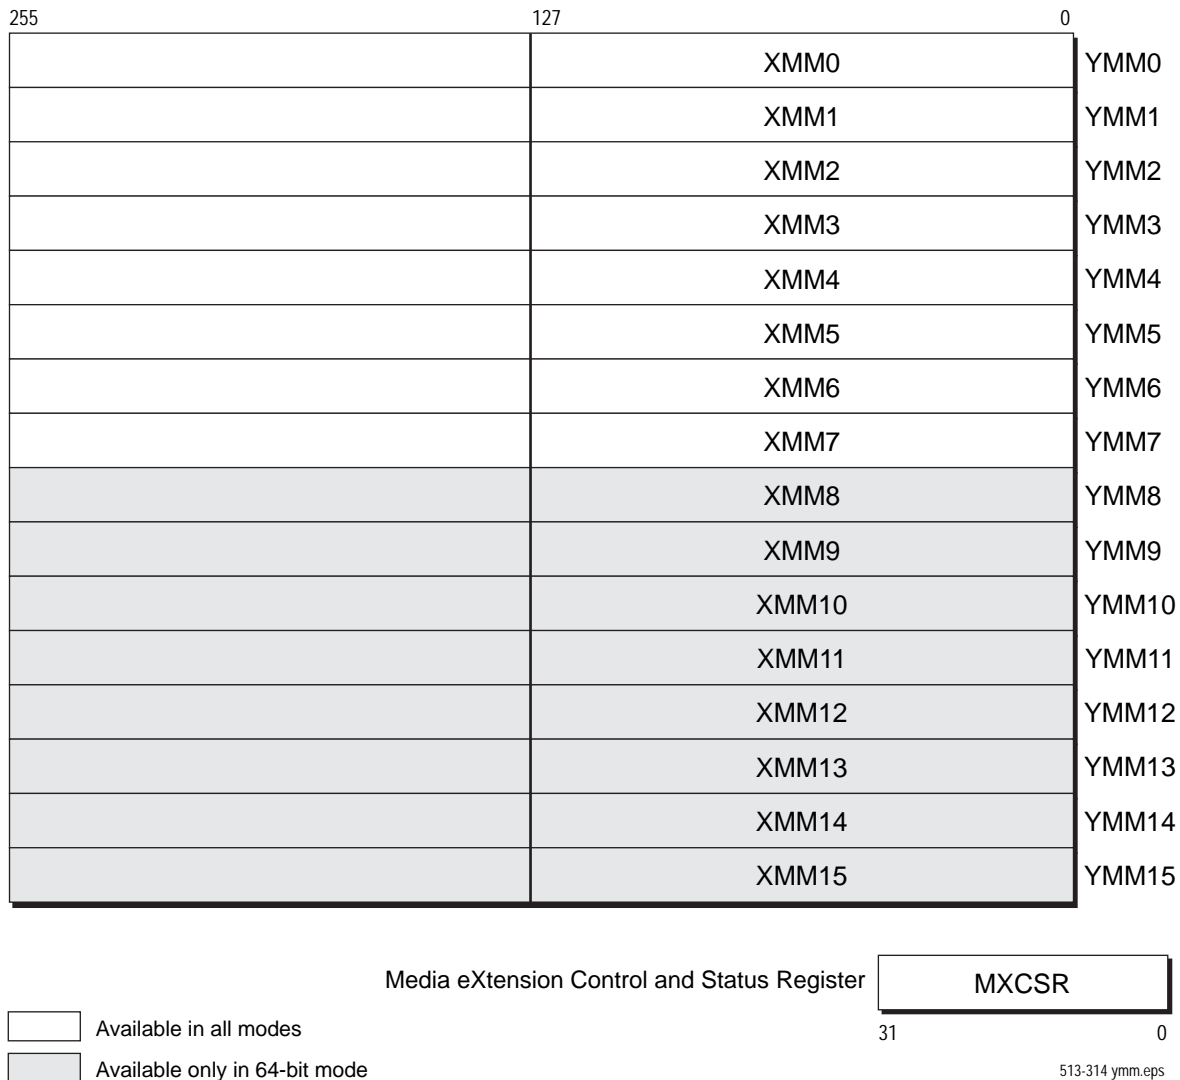 255 127 0
XMM0 YMM0
XMM1 YMM1
XMM2 YMM2
XMM3 YMM3
XMM4 YMM4
XMM5 YMM5
XMM6 YMM6
XMM7 YMM7
XMM8 YMM8
XMM9 YMM9
XMM10 YMM10
XMM11 YMM11
XMM12 YMM12
XMM13 YMM13
XMM14 YMM14
XMM15 YMM15
Media eXtension Control and Status Register MXCSR
Available in all modes 31 0
Available only in 64-bit mode 513-314 ymm.eps